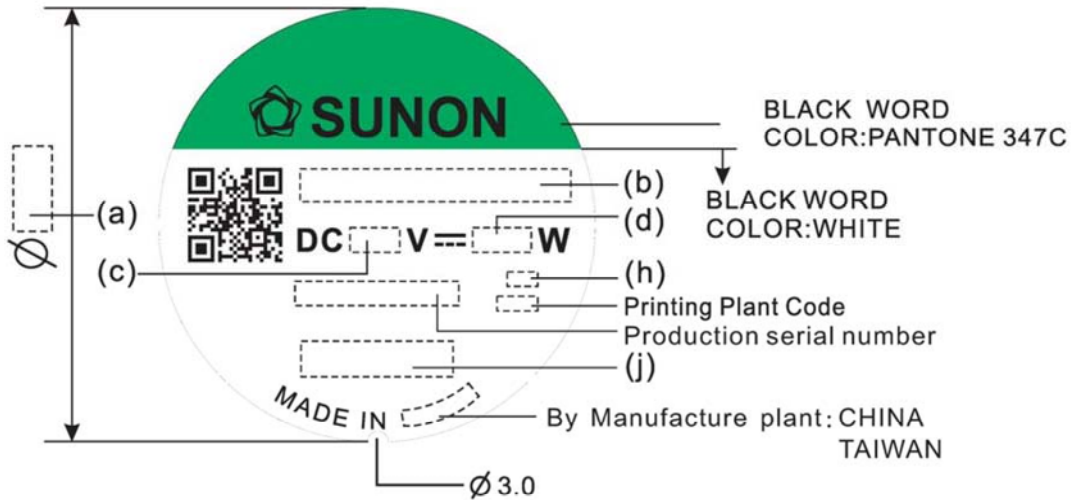 SUNON
BLACK WORD
COLOR:PANTONE 347C
(b)
BLACK WORD
COLOR:WHITE
(a)
Ø
DC V⎓ W
(d)
(c)
(h)
Printing Plant Code
Production serial number
(j)
MADE IN
By Manufacture plant: CHINA
TAIWAN
Ø 3.0